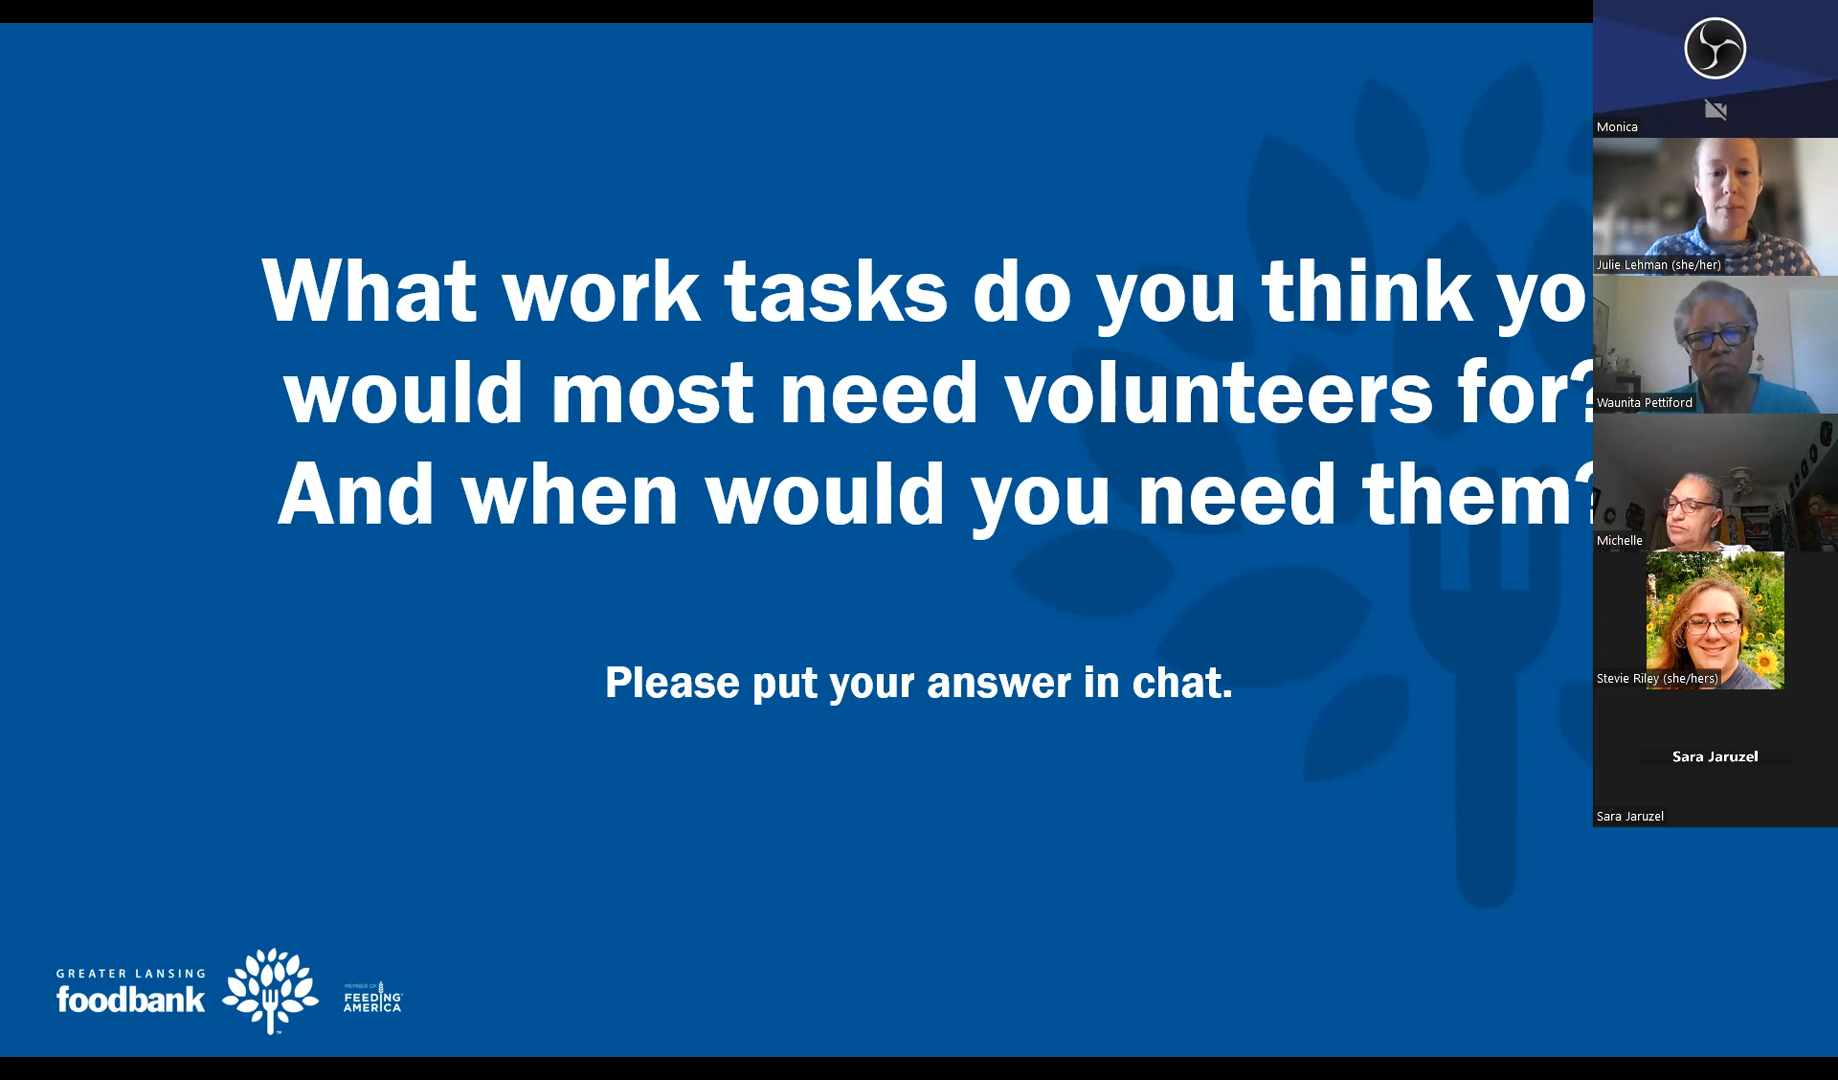 What work tasks do you think yo
would most need volunteers for?
And when would you need them?
Please put your answer in chat.
GREATER LANSING
foodbank
MEMBER OF
FEEDING
AMERICA
Monica
Julie Lehman (she/her)
Waunita Pettiford
Michelle
Stevie Riley (she/hers)
Sara Jaruzel
Sara Jaruzel